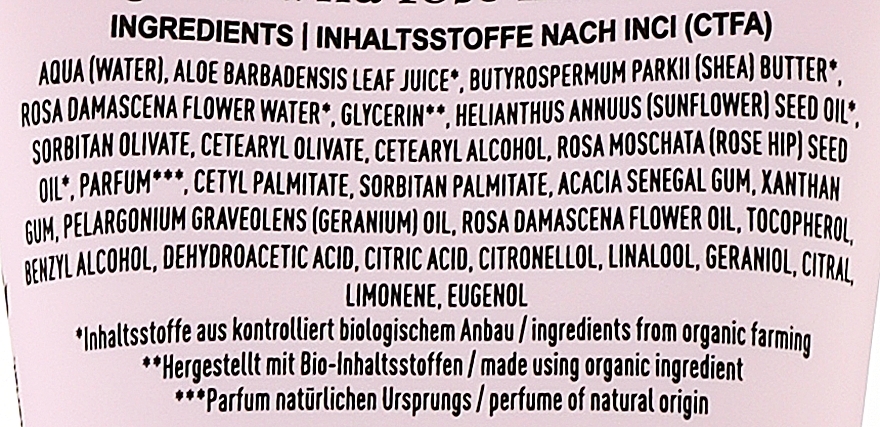 INGREDIENTS | INHALTSSTOFFE NACH INCI (CTFA)
AQUA (WATER), ALOE BARBADENSIS LEAF JUICE*, BUTYROSPERMUM PARKII (SHEA) BUTTER*,
ROSA DAMASCENA FLOWER WATER*, GLYCERIN**, HELIANTHUS ANNUUS (SUNFLOWER) SEED OIL*,
SORBITAN OLIVATE, CETEARYL OLIVATE, CETEARYL ALCOHOL, ROSA MOSCHATA (ROSE HIP) SEED
OIL*, PARFUM***, CETYL PALMITATE, SORBITAN PALMITATE, ACACIA SENEGAL GUM, XANTHAN
GUM, PELARGONIUM GRAVEOLENS (GERANIUM) OIL, ROSA DAMASCENA FLOWER OIL, TOCOPHEROL,
BENZYL ALCOHOL, DEHYDROACETIC ACID, CITRIC ACID, CITRONELLOL, LINALOOL, GERANIOL, CITRAL,
LIMONENE, EUGENOL
*Inhaltsstoffe aus kontrolliert biologischem Anbau / ingredients from organic farming
**Hergestellt mit Bio-Inhaltsstoffen / made using organic ingredient
***Parfum natürlichen Ursprungs / perfume of natural origin